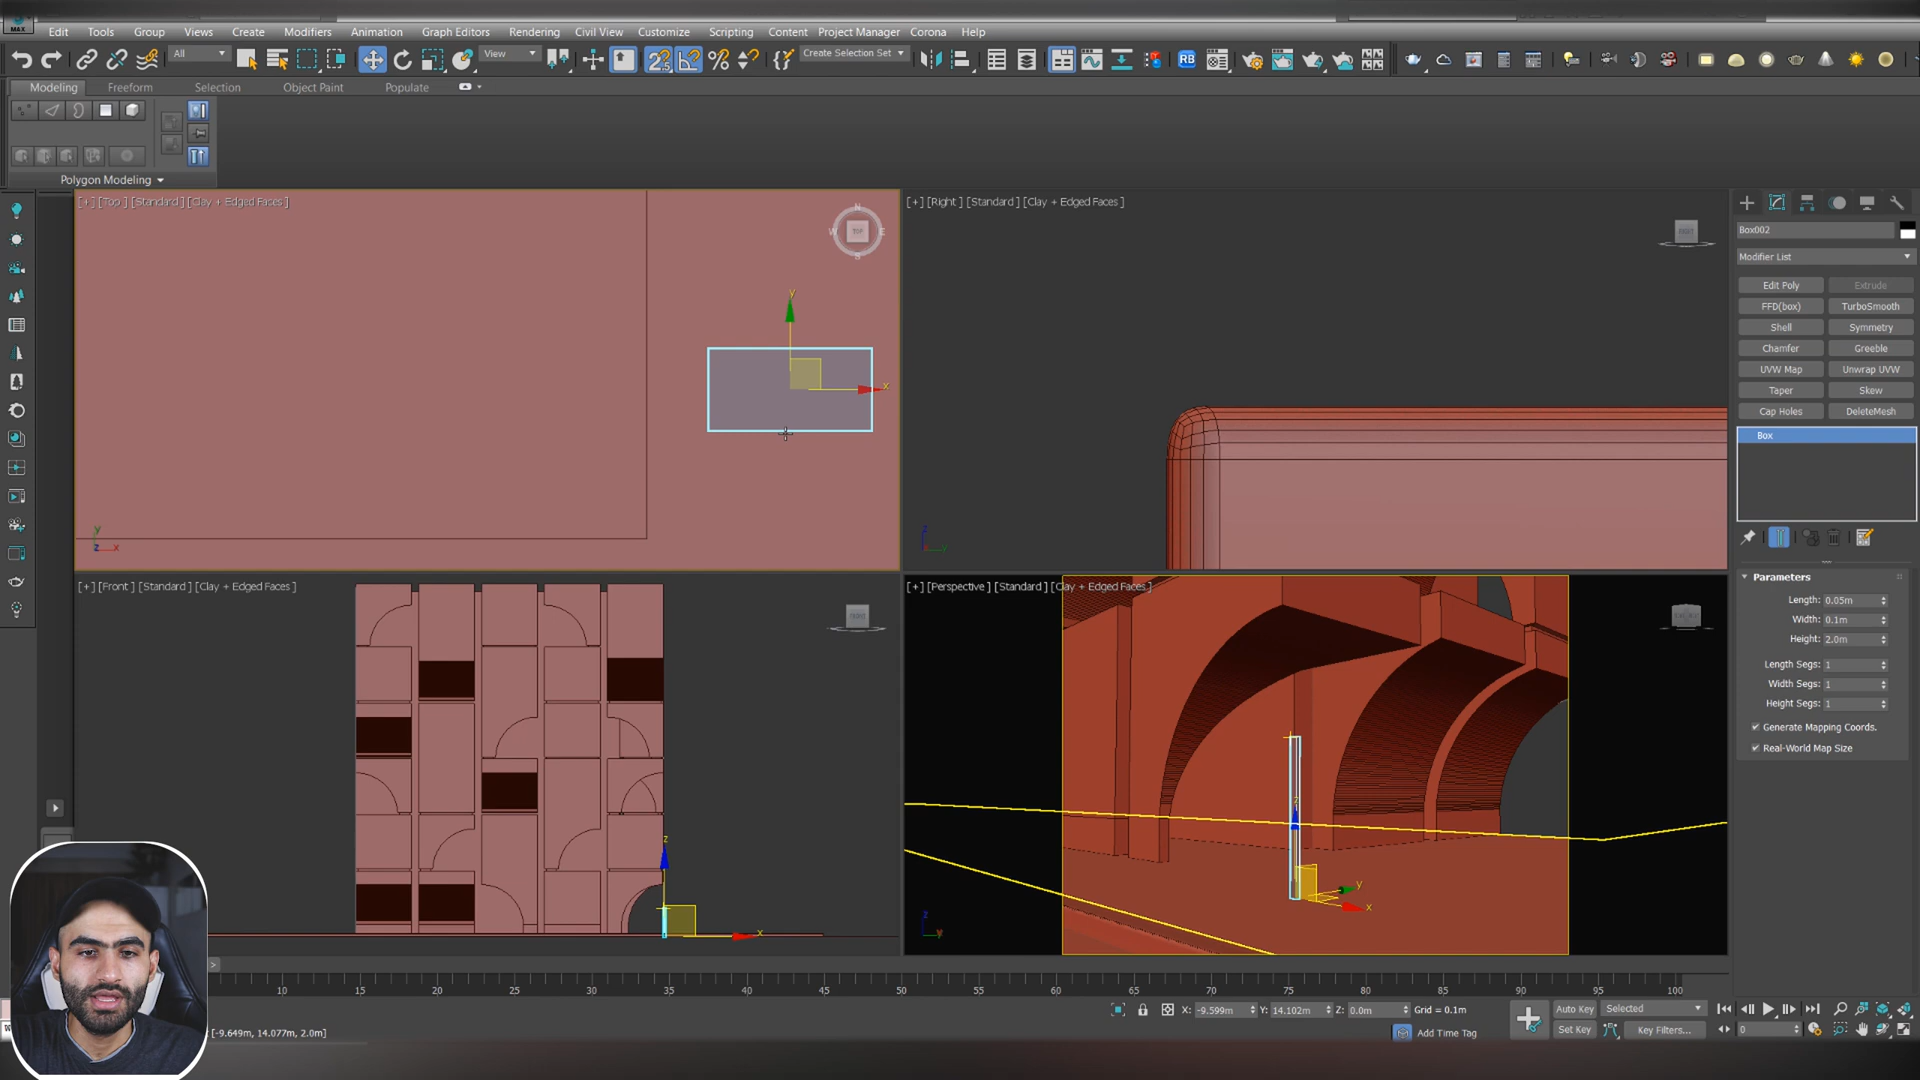 MAX
Edit Tools Group Views Create Modifiers Animation Graph Editors Rendering Civil View Customize Scripting Content Project Manager Corona Help
All View Create Selection Set RB
Modeling Freeform Selection Object Paint Populate
Polygon Modeling
[+] [Top ] [Standard ] [Clay + Edged Faces ]
[+] [Right ] [Standard ] [Clay + Edged Faces ]
N
W TOP E
S
y
x
y
z x
z
[+] [Front ] [Standard ] [Clay + Edged Faces ]
[+] [Perspective ] [Standard ] [Clay + Edged Faces ]
FRONT
z
x
y
x
z
y
Box002
Modifier List
Edit Poly Extrude
FFD(box) TurboSmooth
Shell Symmetry
Chamfer Greeble
UVW Map Unwrap UVW
Taper Skew
Cap Holes DeleteMesh
Box
Parameters
Length: 0.05m
Width: 0.1m
Height: 2.0m
Length Segs: 1
Width Segs: 1
Height Segs: 1
Generate Mapping Coords.
Real-World Map Size
>
10 15 20 25 30 35 40 45 50 55 60 65 70 75 80 85 90 95 100
X: -9.599m Y: 14.102m Z: 0.0m Grid = 0.1m
Auto Key Selected
[-9.649m, 14.077m, 2.0m]
Add Time Tag
Set Key Key Filters... 0